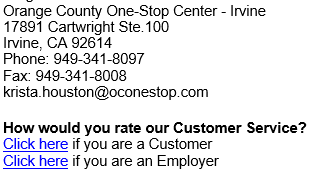 Orange County One-Stop Center - Irvine
17891 Cartwright Ste.100
Irvine, CA 92614
Phone: 949-341-8097
Fax: 949-341-8008
krista.houston@oconestop.com

How would you rate our Customer Service?
Click here if you are a Customer
Click here if you are an Employer